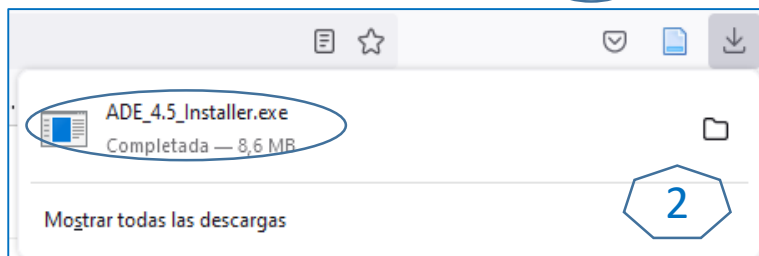 ADE_4.5_Installer.exe
Completada — 8,6 MB
Mostrar todas las descargas
2